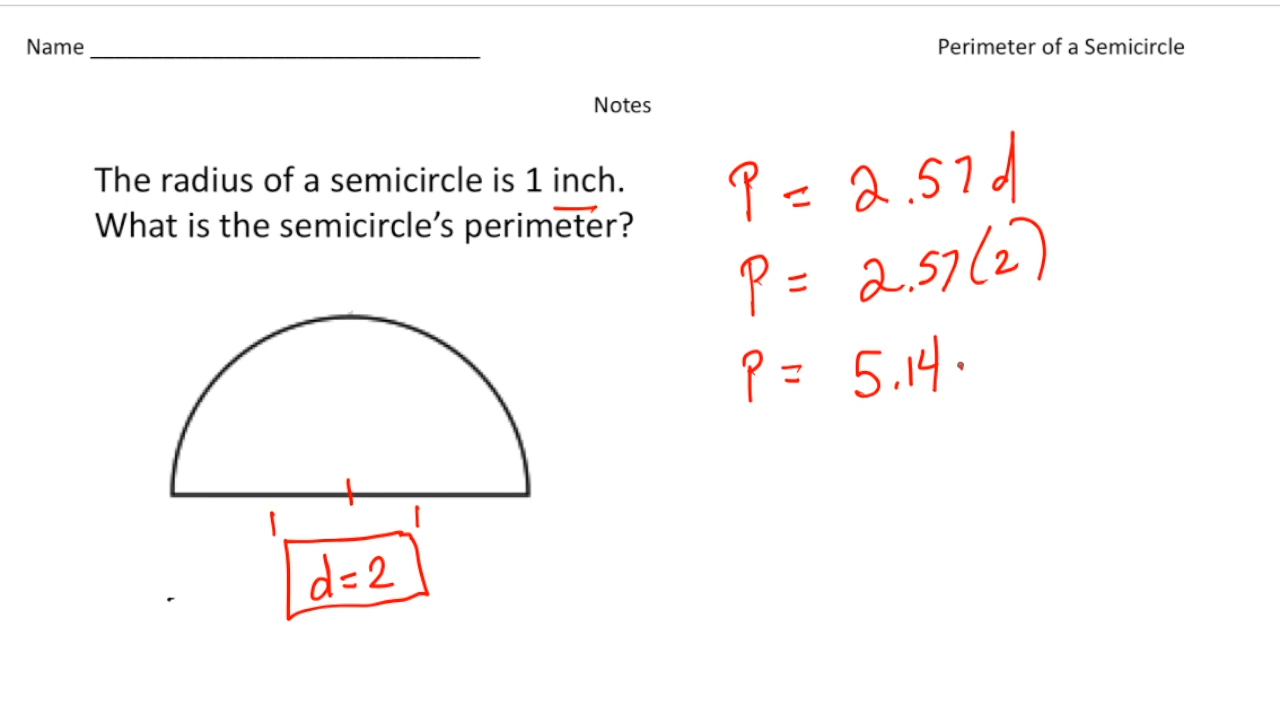 Name ________________________________
Perimeter of a Semicircle
Notes
The radius of a semicircle is 1 inch.
What is the semicircle’s perimeter?
P = 2.57d
P = 2.57(2)
P = 5.14
1 1
d=2